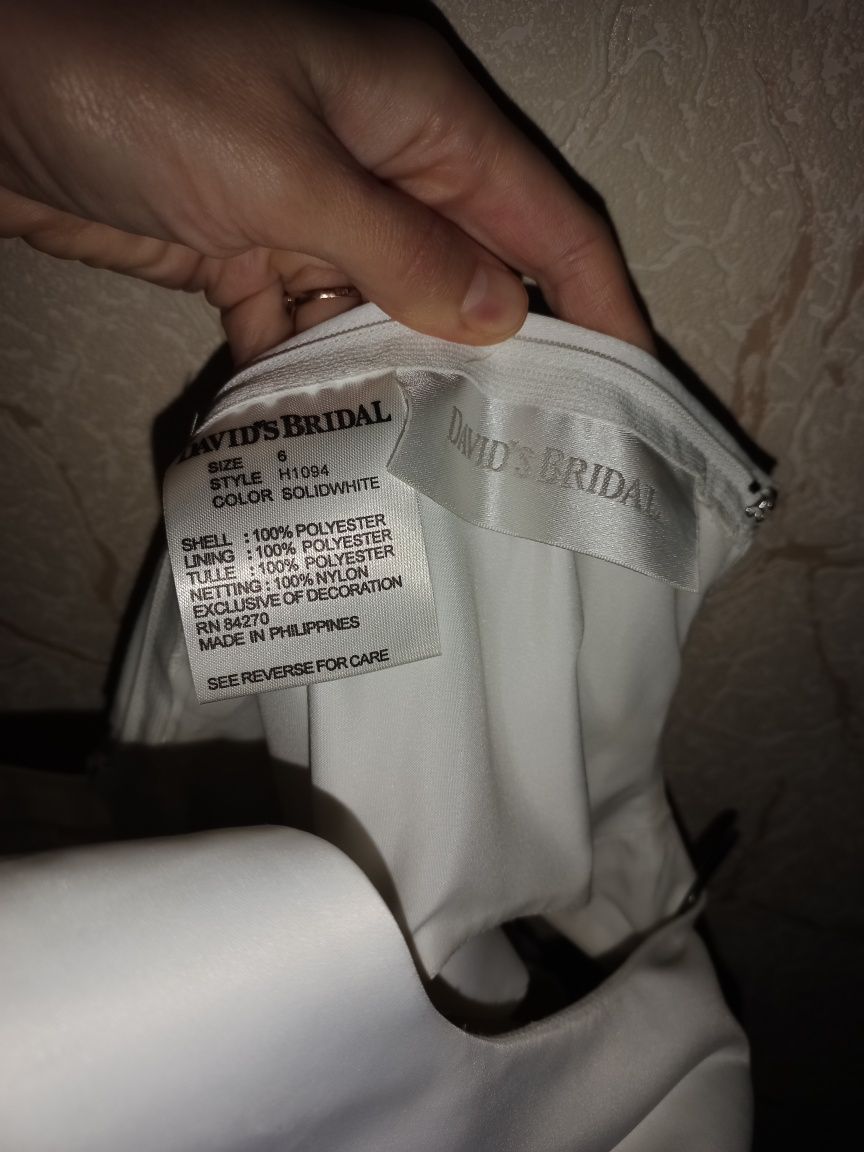 DAVID'S BRIDAL
SIZE 6
STYLE H1094
COLOR SOLIDWHITE
SHELL : 100% POLYESTER
LINING : 100% POLYESTER
TULLE : 100% POLYESTER
NETTING : 100% NYLON
EXCLUSIVE OF DECORATION
RN 84270
MADE IN PHILIPPINES
SEE REVERSE FOR CARE
DAVID'S BRIDAL